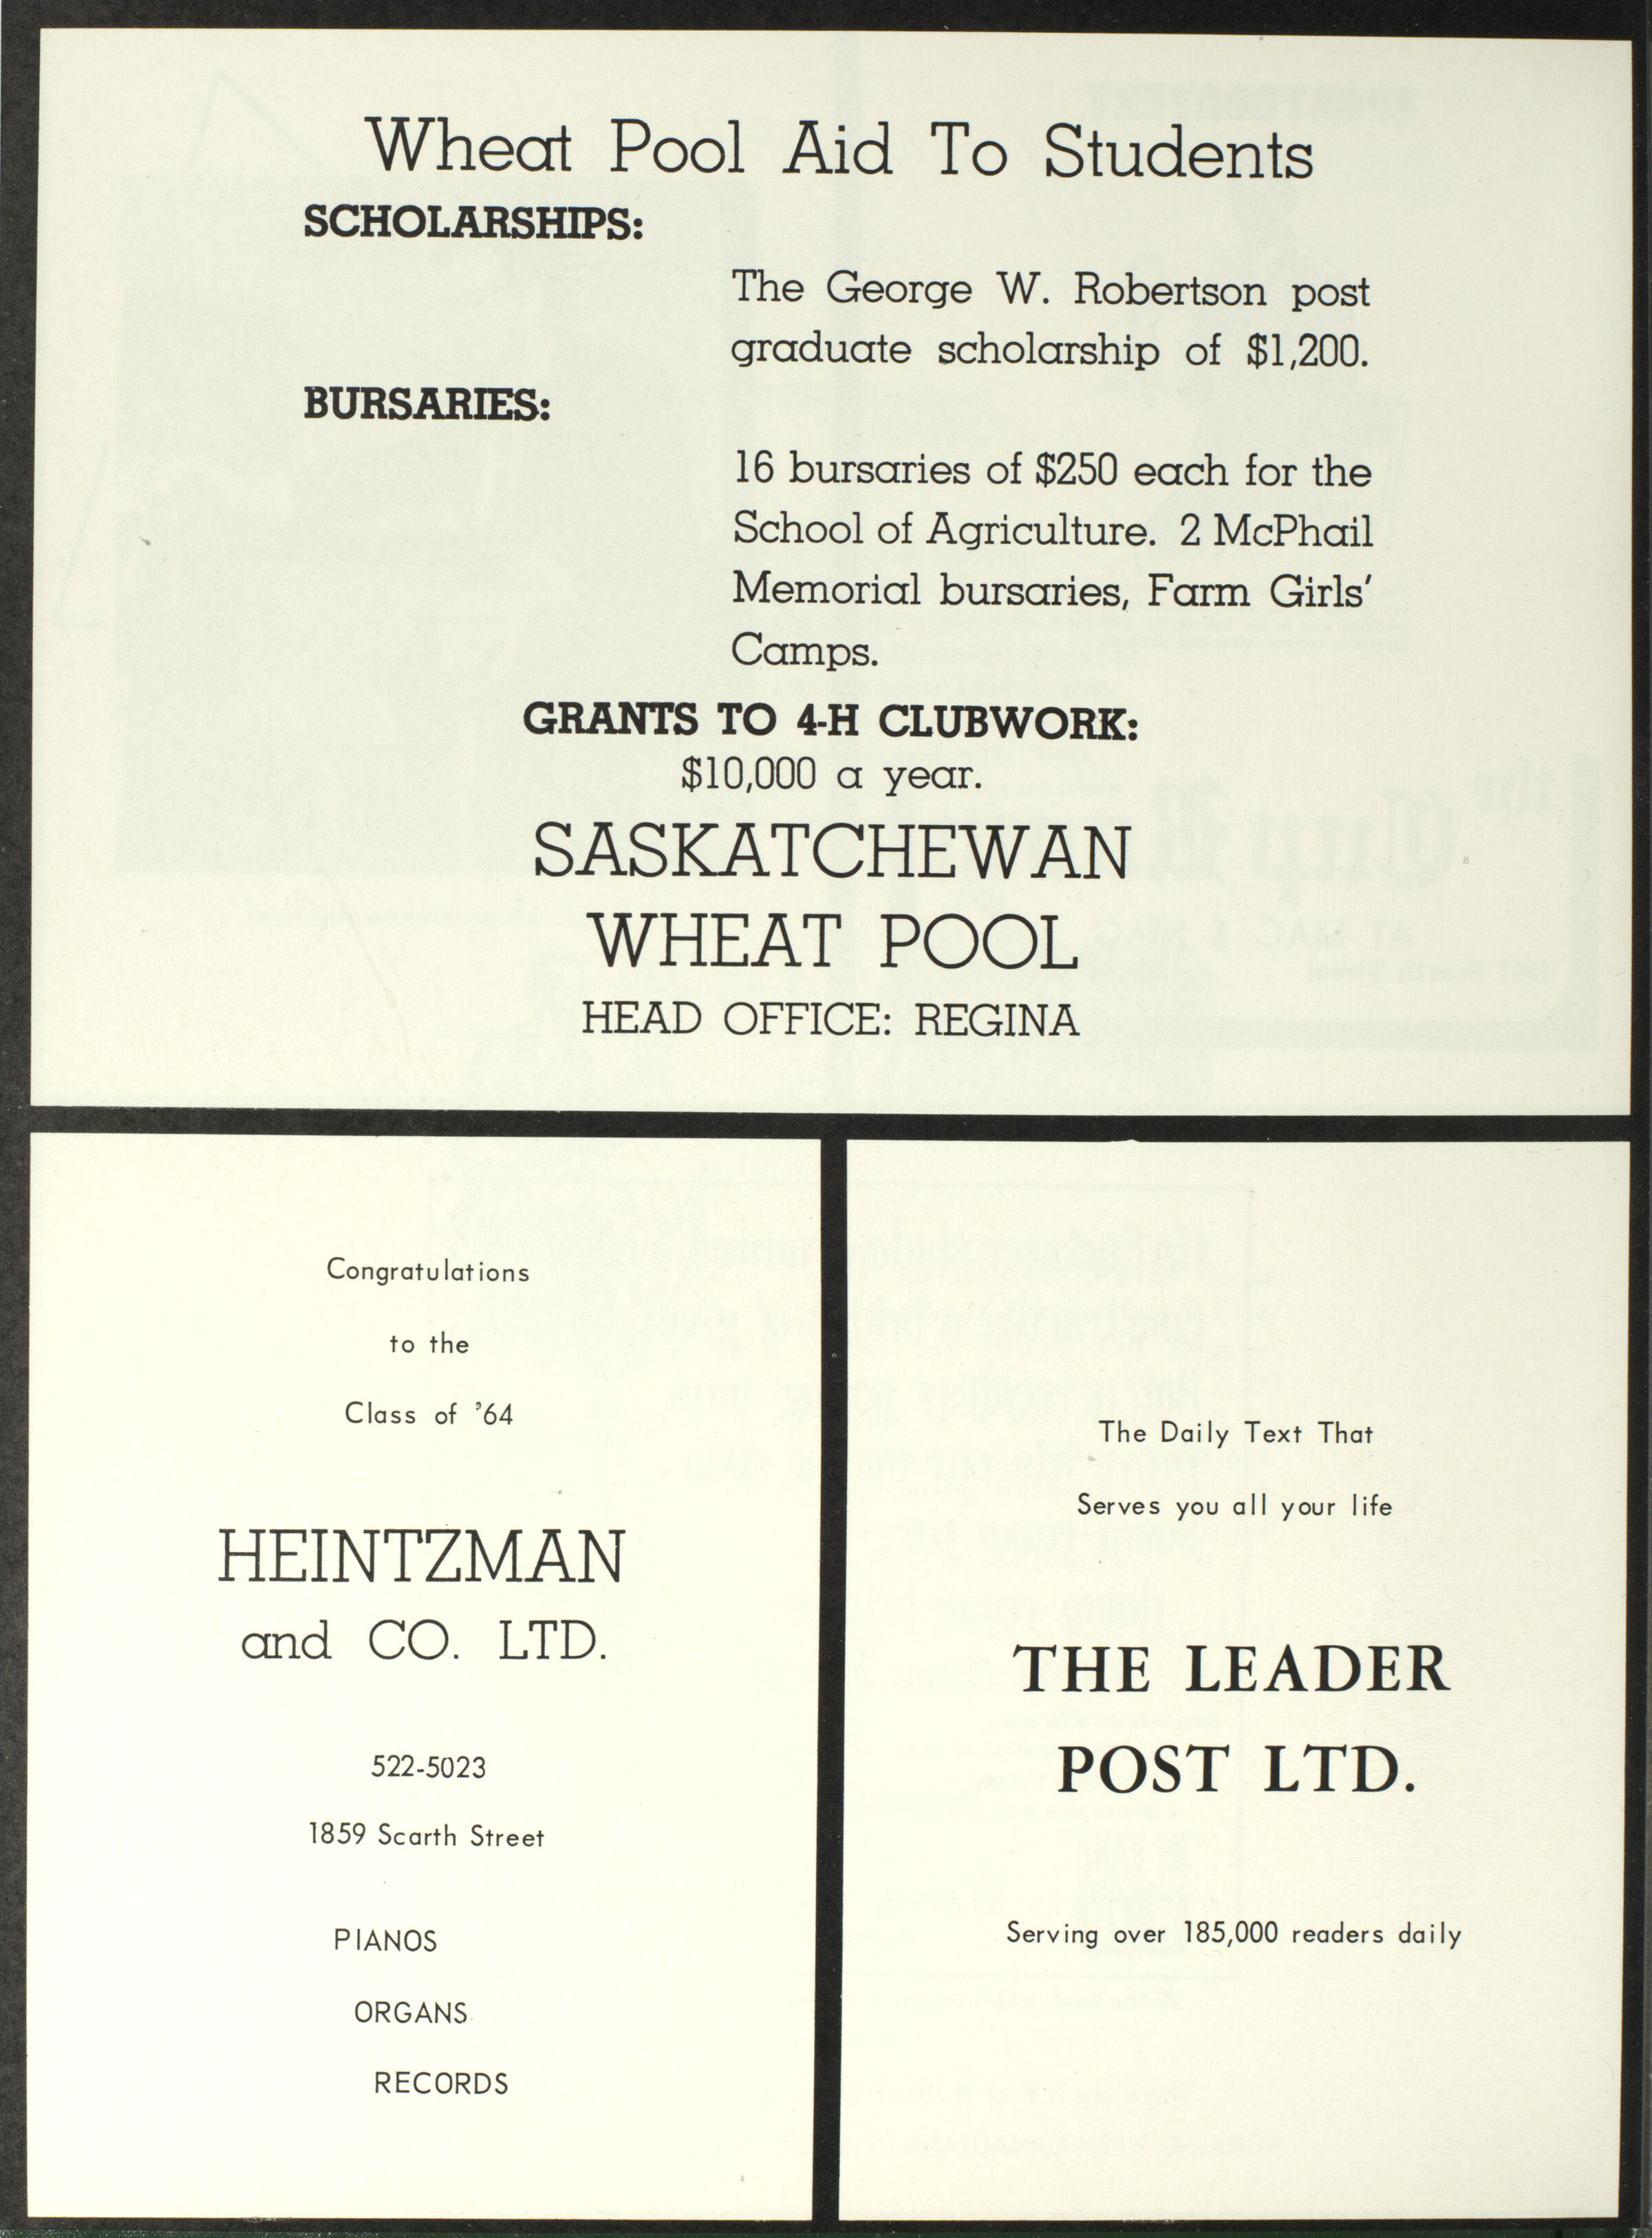 Wheat Pool Aid To Students
SCHOLARSHIPS:
The George W. Robertson post
graduate scholarship of $1,200.
BURSARIES:
16 bursaries of $250 each for the
School of Agriculture. 2 McPhail
Memorial bursaries, Farm Girls'
Camps.
GRANTS TO 4-H CLUBWORK:
$10,000 a year.
SASKATCHEWAN
WHEAT POOL
HEAD OFFICE: REGINA
Congratulations
to the
Class of '64
HEINTZMAN
and CO. LTD.
522-5023
1859 Scarth Street
PIANOS
ORGANS
RECORDS
The Daily Text That
Serves you all your life
THE LEADER
POST LTD.
Serving over 185,000 readers daily